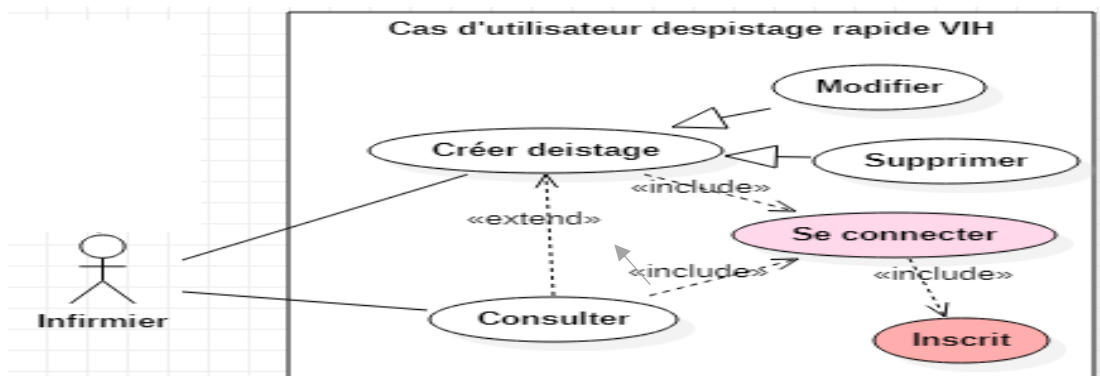 Cas d'utilisateur despistage rapide VIH
Modifier
Créer deistage
Supprimer
«include»
«extend»
Se connecter
«include»
«include»
Infirmier
Consulter
Inscrit